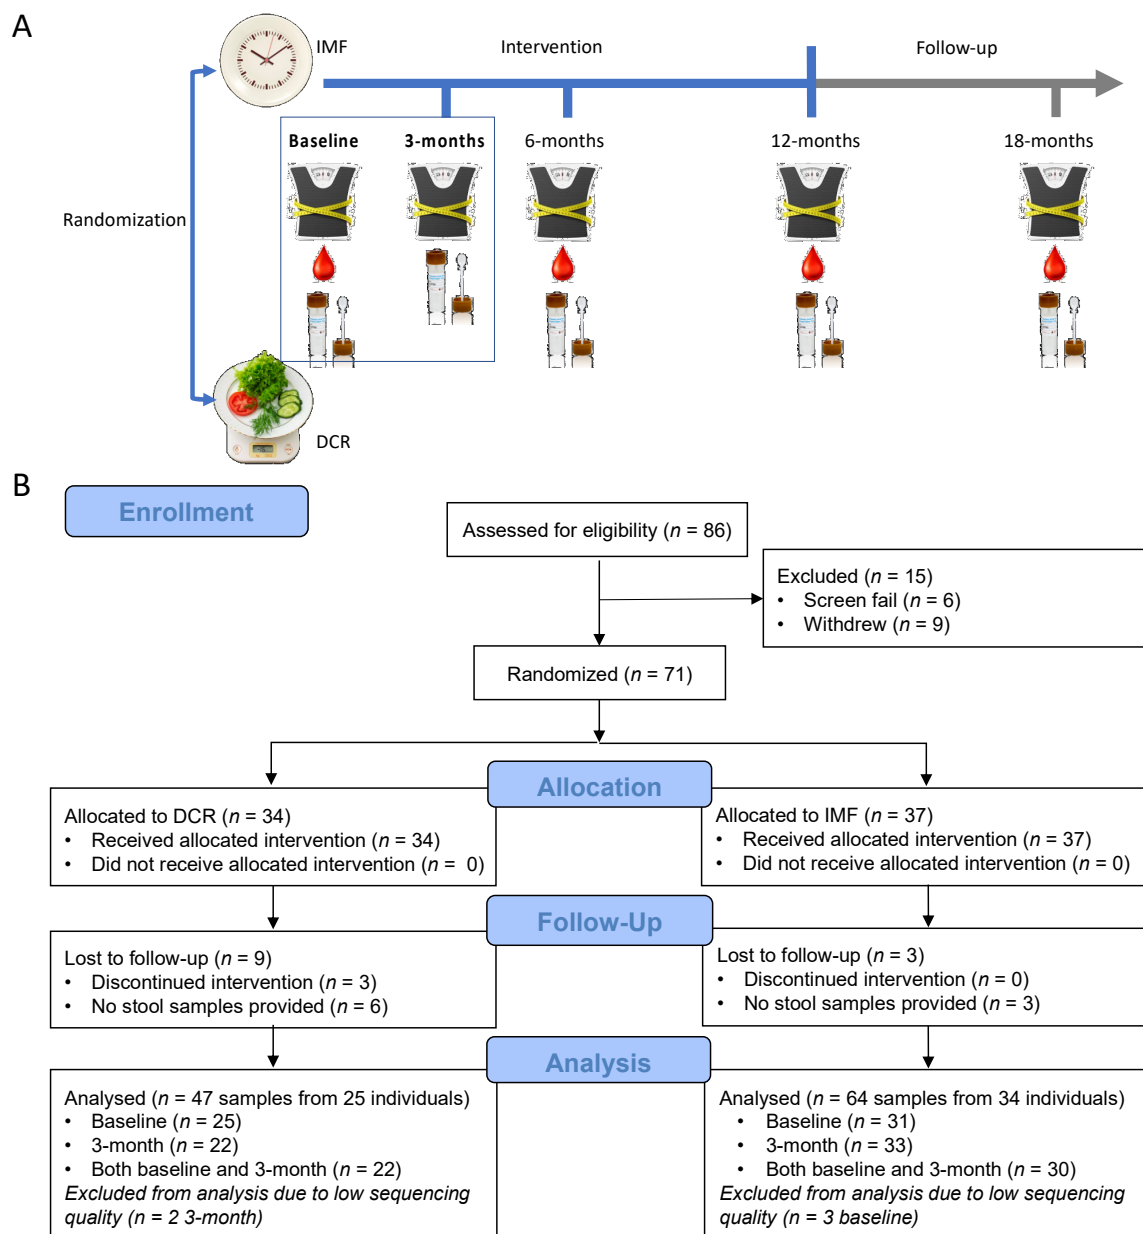 A
IMF
Intervention
Follow-up
Baseline
3-months
6-months
12-months
18-months
Randomization
DCR
B
Enrollment
Assessed for eligibility (n = 86)
Excluded (n = 15)
• Screen fail (n = 6)
• Withdrew (n = 9)
Randomized (n = 71)
Allocation
Allocated to DCR (n = 34)
• Received allocated intervention (n = 34)
• Did not receive allocated intervention (n = 0)
Allocated to IMF (n = 37)
• Received allocated intervention (n = 37)
• Did not receive allocated intervention (n = 0)
Follow-Up
Lost to follow-up (n = 9)
• Discontinued intervention (n = 3)
• No stool samples provided (n = 6)
Lost to follow-up (n = 3)
• Discontinued intervention (n = 0)
• No stool samples provided (n = 3)
Analysis
Analysed (n = 47 samples from 25 individuals)
• Baseline (n = 25)
• 3-month (n = 22)
• Both baseline and 3-month (n = 22)
Excluded from analysis due to low sequencing
quality (n = 2 3-month)
Analysed (n = 64 samples from 34 individuals)
• Baseline (n = 31)
• 3-month (n = 33)
• Both baseline and 3-month (n = 30)
Excluded from analysis due to low sequencing
quality (n = 3 baseline)